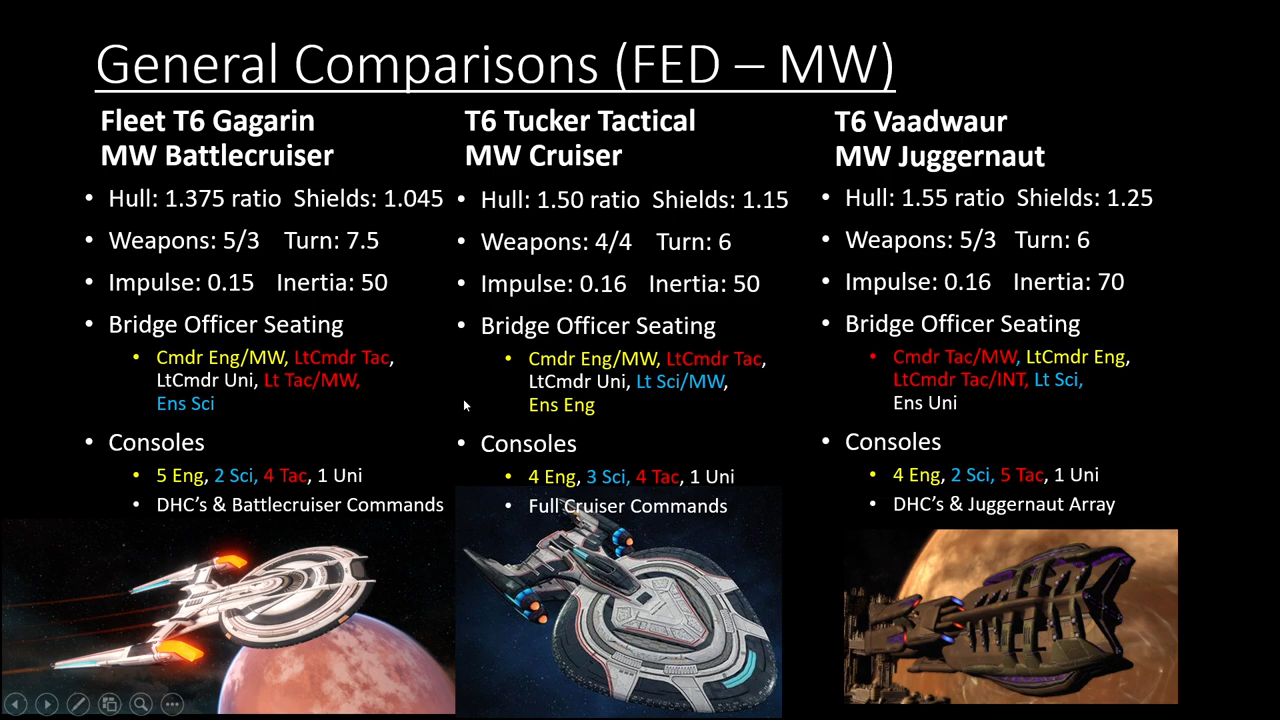 General Comparisons (FED – MW)
Fleet T6 Gagarin
MW Battlecruiser
• Hull: 1.375 ratio Shields: 1.045
• Weapons: 5/3 Turn: 7.5
• Impulse: 0.15 Inertia: 50
• Bridge Officer Seating
• Cmdr Eng/MW, LtCmdr Tac,
LtCmdr Uni, Lt Tac/MW,
Ens Sci
• Consoles
• 5 Eng, 2 Sci, 4 Tac, 1 Uni
• DHC's & Battlecruiser Commands
T6 Tucker Tactical
MW Cruiser
• Hull: 1.50 ratio Shields: 1.15
• Weapons: 4/4 Turn: 6
• Impulse: 0.16 Inertia: 50
• Bridge Officer Seating
• Cmdr Eng/MW, LtCmdr Tac,
LtCmdr Uni, Lt Sci/MW,
Ens Eng
• Consoles
• 4 Eng, 3 Sci, 4 Tac, 1 Uni
• Full Cruiser Commands
T6 Vaadwaur
MW Juggernaut
• Hull: 1.55 ratio Shields: 1.25
• Weapons: 5/3 Turn: 6
• Impulse: 0.16 Inertia: 70
• Bridge Officer Seating
• Cmdr Tac/MW, LtCmdr Eng,
LtCmdr Tac/INT, Lt Sci,
Ens Uni
• Consoles
• 4 Eng, 2 Sci, 5 Tac, 1 Uni
• DHC's & Juggernaut Array